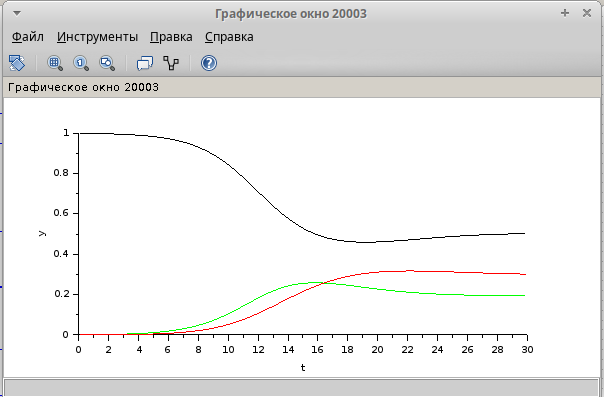 Графическое окно 20003
Файл Инструменты Правка Справка
Графическое окно 20003
1
0.8
0.6
0.4
0.2
0
y
0 2 4 6 8 10 12 14 16 18 20 22 24 26 28 30
t